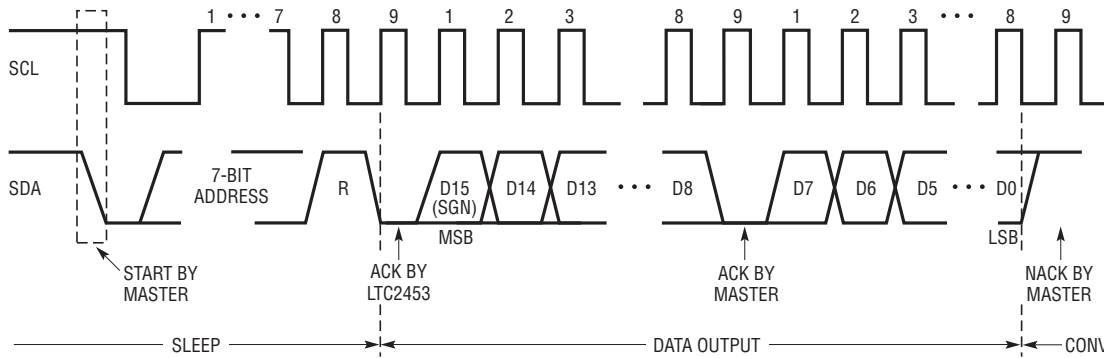 1 ••• 7 8 9 1 2 3 8 9 1 2 3 ••• 8 9
SCL
SDA
7-BIT
ADDRESS
R
D15
(SGN)
D14
D13
•••
D8
D7
D6
D5
•••
D0
MSB
LSB
START BY
MASTER
ACK BY
LTC2453
ACK BY
MASTER
NACK BY
MASTER
SLEEP
DATA OUTPUT
CONV